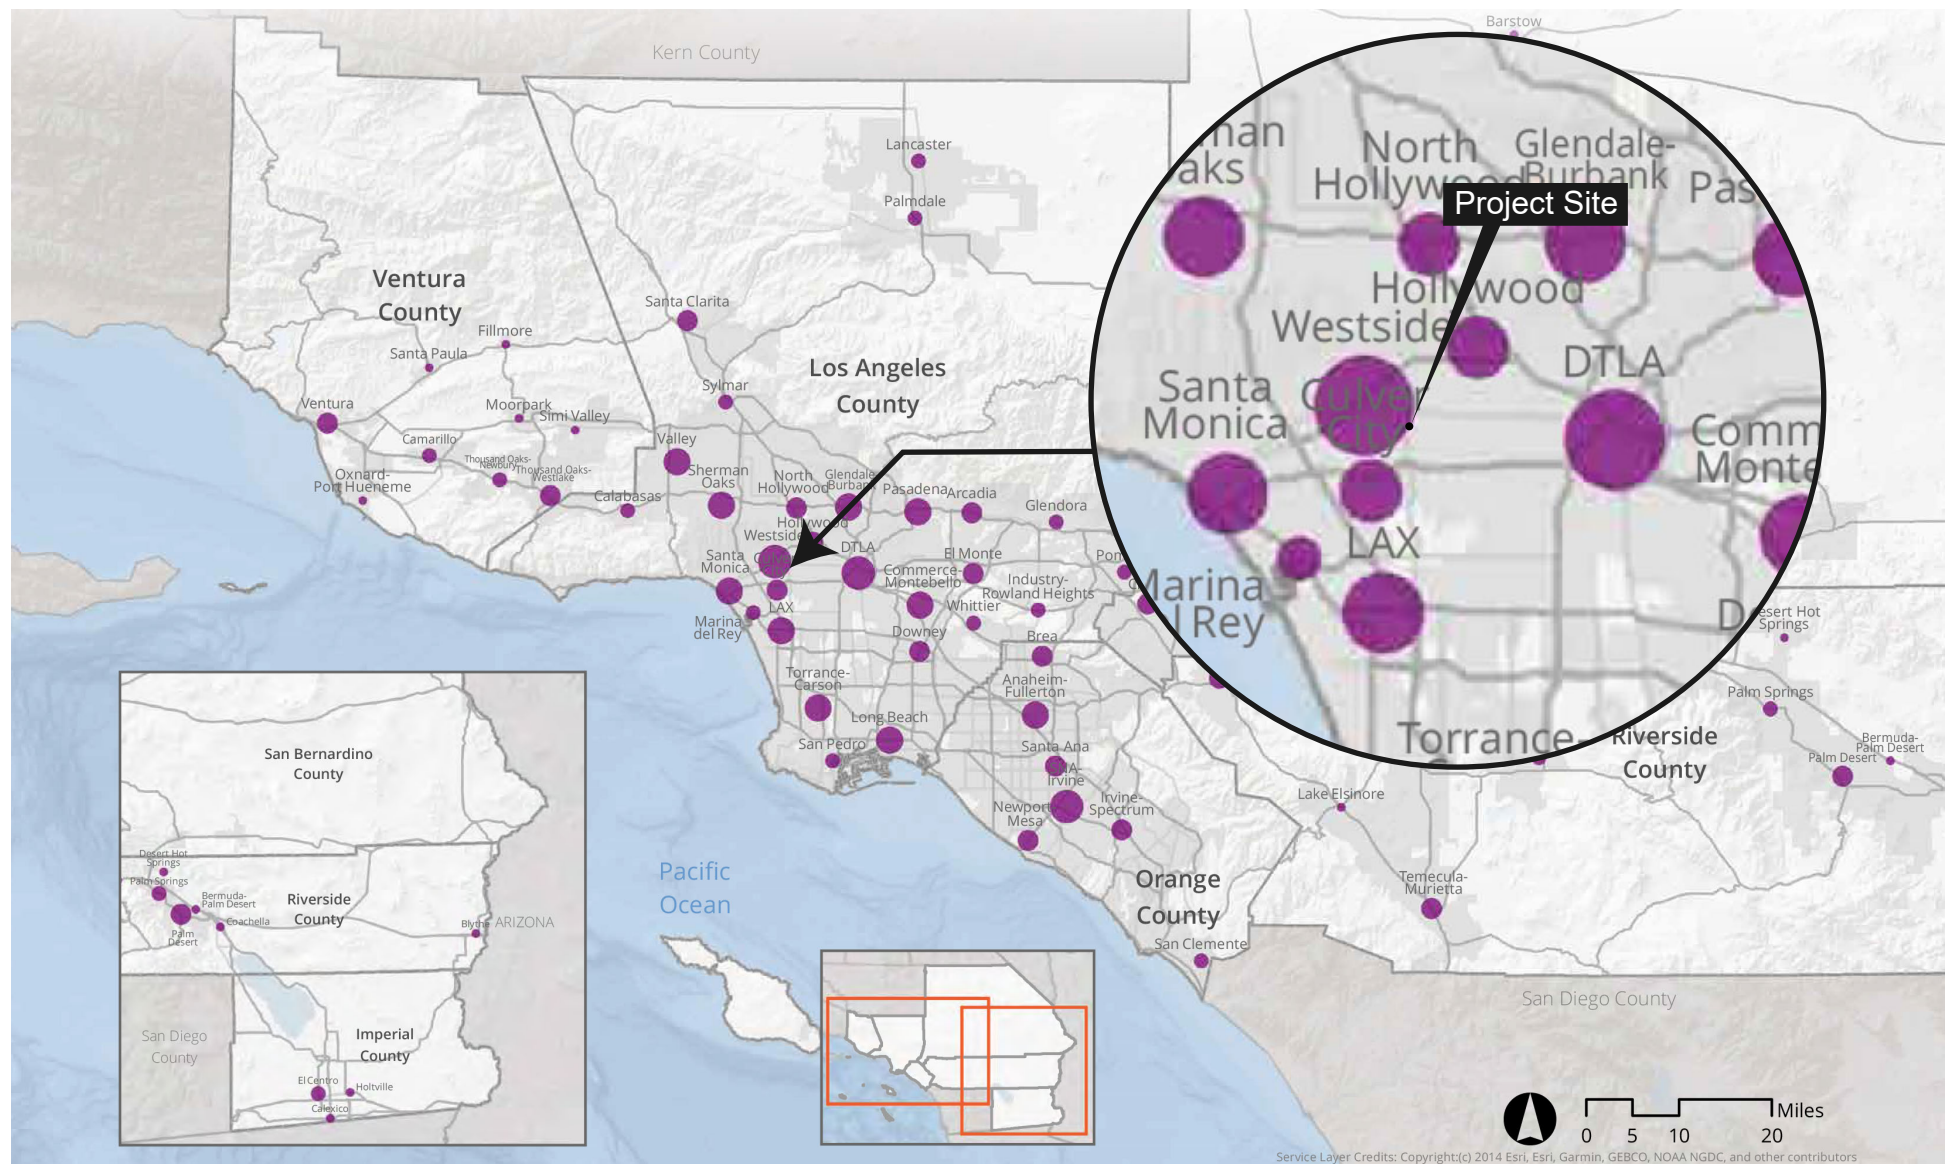 Kern County
Barstow
Lancaster
Palmdale
Ventura
County
Santa Clarita
Fillmore
Santa Paula
Los Angeles
County
Sylmar
Ventura
Moorpark
Simi Valley
Camarillo
Valley
Thousand Oaks-
Newbury
Thousand Oaks-
Westlake
Oxnard-
Port Hueneme
Calabasas
Sherman
Oaks
North
Hollywood
Glendale
Burbank
Pasadena
Arcadia
Glendora
Hollywood
Westside
DTLA
Santa
Monica
El Monte
Commerce-
Montebello
Industry-
Rowland Heights
Pom
LAX
Whittier
Marina
del Rey
Downey
Brea
Torrance-
Carson
Anaheim-
Fullerton
Long Beach
San Pedro
Santa Ana
Irvine
Newport
Mesa
Irvine-
Spectrum
Orange
County
San Clemente
Pacific
Ocean
man
aks
North
Hollywood
Glendale-
Burbank
Pas
Project Site
Hollywood
Westside
DTLA
Santa
Monica
Culver
City
Comm
Monte
LAX
Marina
l Rey
D
Torrance-
esert Hot
Springs
Palm Springs
Riverside
County
Bermuda-
Palm Desert
Palm Desert
Lake Elsinore
Temecula-
Murietta
San Diego County
San Bernardino
County
Desert Hot
Springs
Palm Springs
Bermuda-
Palm Desert
Coachella
Palm
Desert
Riverside
County
Blythe
ARIZONA
San Diego
County
Imperial
County
El Centro
Holtville
Calexico
Miles
0 5 10 20
Service Layer Credits: Copyright:(c) 2014 Esri, Esri, Garmin, GEBCO, NOAA NGDC, and other contributors